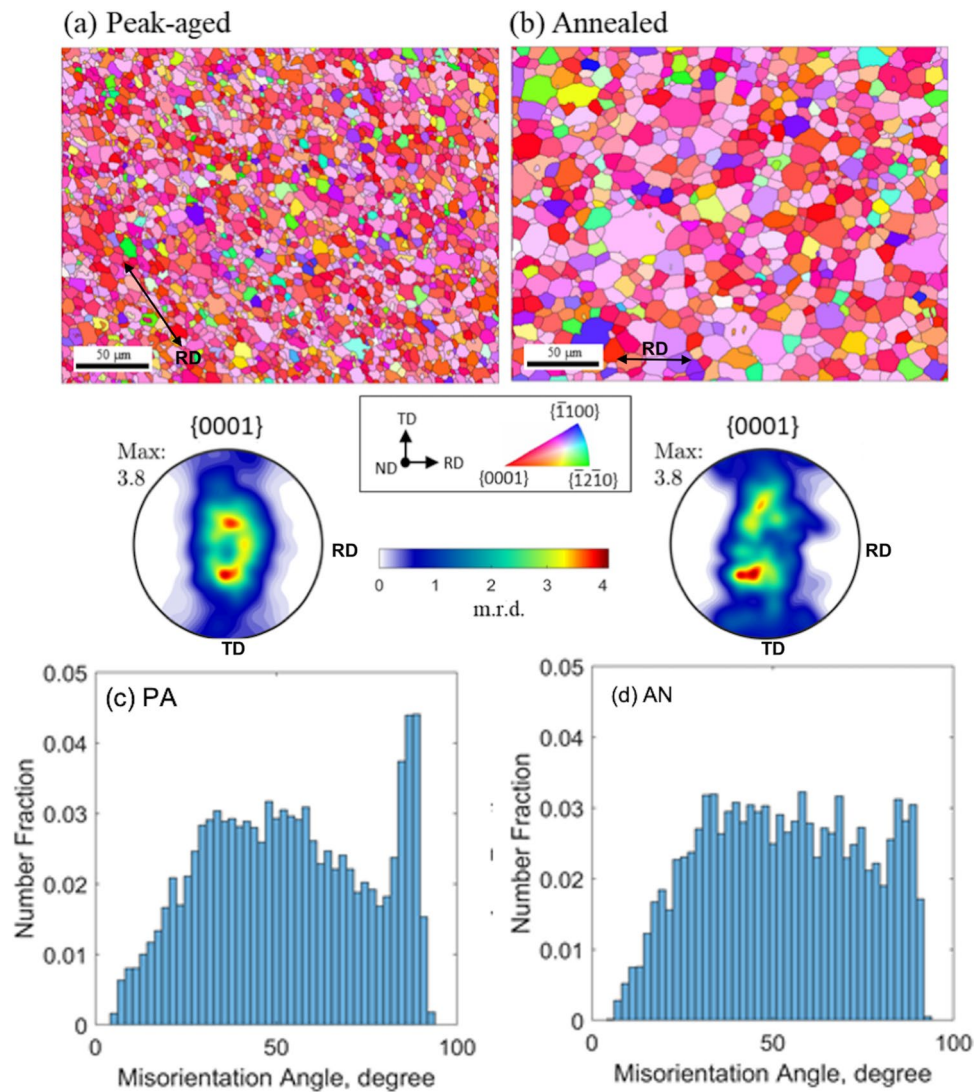 (a) Peak-aged
(b) Annealed
50 μm
RD
50 μm
RD
{0001}
Max:
3.8
TD
ND
RD
{1̅100}
{0001}
{1̅21̅0}
{0001}
Max:
3.8
RD
RD
0
1
2
3
4
m.r.d.
TD
TD
(c) PA
0.05
0.04
0.03
0.02
0.01
0
Number Fraction
0
50
100
Misorientation Angle, degree
(d) AN
0.05
0.04
0.03
0.02
0.01
0
Number Fraction
0
50
100
Misorientation Angle, degree